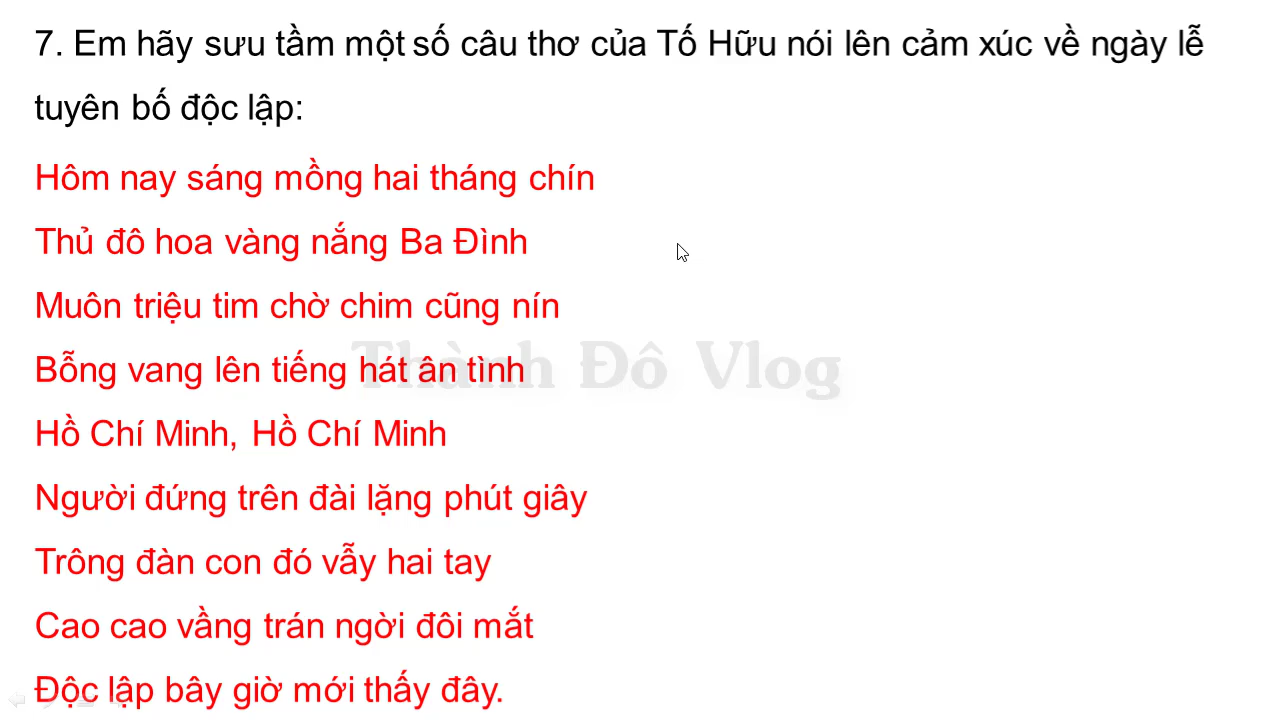 7. Em hãy sưu tầm một số câu thơ của Tố Hữu nói lên cảm xúc về ngày lễ
tuyên bố độc lập:
Hôm nay sáng mồng hai tháng chín
Thủ đô hoa vàng nắng Ba Đình
Muôn triệu tim chờ chim cũng nín
Bỗng vang lên tiếng hát ân tình
Thành Đô Vlog
Hồ Chí Minh, Hồ Chí Minh
Người đứng trên đài lặng phút giây
Trông đàn con đó vẫy hai tay
Cao cao vầng trán ngời đôi mắt
Độc lập bây giờ mới thấy đây.